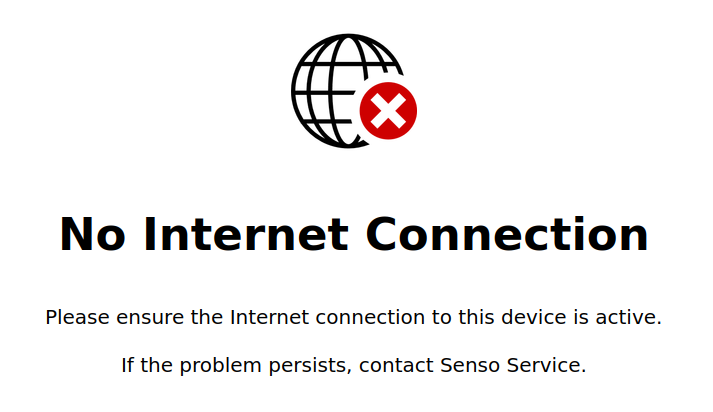 No Internet Connection
Please ensure the Internet connection to this device is active.
If the problem persists, contact Senso Service.